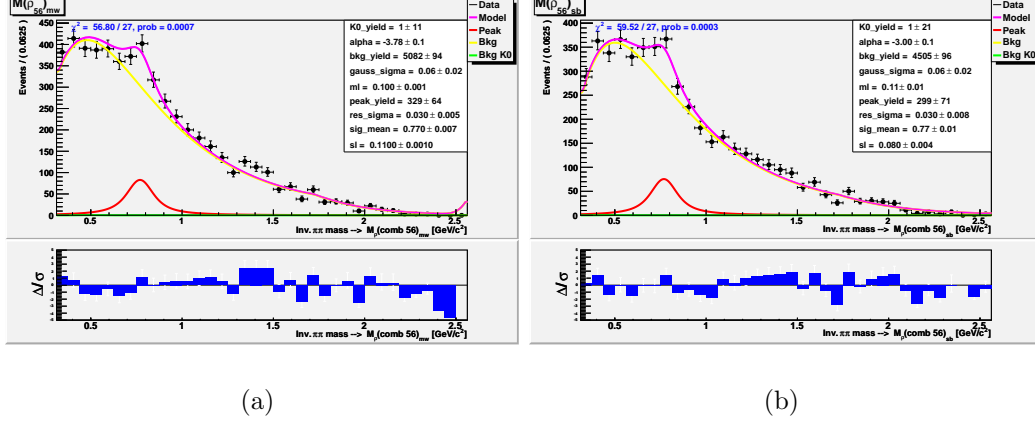 M(ρ56)mw
χ² = 56.80 / 27, prob = 0.0007
Data
Model
Peak
Bkg
Bkg K0
K0_yield = 1 ± 11
alpha = -3.78 ± 0.1
bkg_yield = 5082 ± 94
gauss_sigma = 0.06 ± 0.02
ml = 0.100 ± 0.001
peak_yield = 329 ± 64
res_sigma = 0.030 ± 0.005
sig_mean = 0.770 ± 0.007
sl = 0.1100 ± 0.0010
Events / ( 0.0625 )
450
400
350
300
250
200
150
100
50
0
0.5 1 1.5 2 2.5
Inv. ππ mass --> Mρ(comb 56)mw [GeV/c²]
Δ/σ
0.5 1 1.5 2 2.5
Inv. ππ mass --> Mρ(comb 56)mw [GeV/c²]
(a)
M(ρ56)sb
χ² = 59.52 / 27, prob = 0.0003
Data
Model
Peak
Bkg
Bkg K0
K0_yield = 1 ± 21
alpha = -3.00 ± 0.1
bkg_yield = 4505 ± 96
gauss_sigma = 0.06 ± 0.02
ml = 0.11 ± 0.01
peak_yield = 299 ± 71
res_sigma = 0.030 ± 0.008
sig_mean = 0.77 ± 0.01
sl = 0.080 ± 0.004
Events / ( 0.0625 )
400
350
300
250
200
150
100
50
0
0.5 1 1.5 2 2.5
Inv. ππ mass --> Mρ(comb 56)sb [GeV/c²]
Δ/σ
0.5 1 1.5 2 2.5
Inv. ππ mass --> Mρ(comb 56)sb [GeV/c²]
(b)